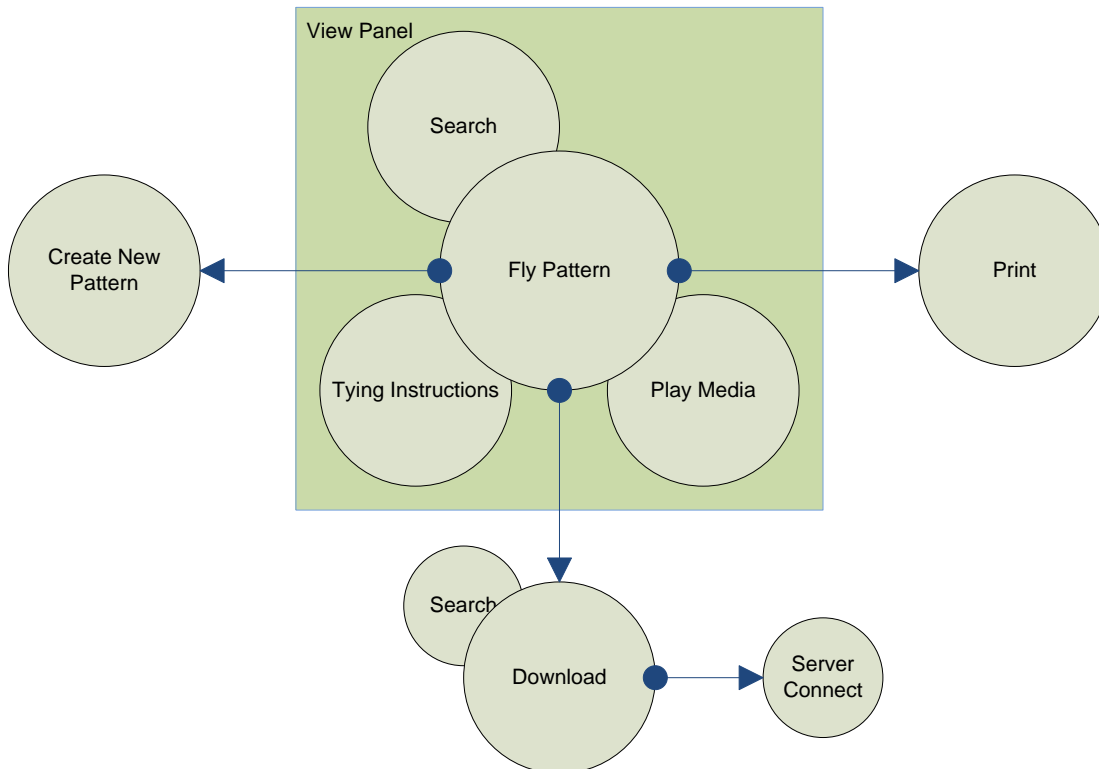 View Panel
Search
Create New
Pattern
Fly Pattern
Print
Tying Instructions
Play Media
Search
Download
Server
Connect